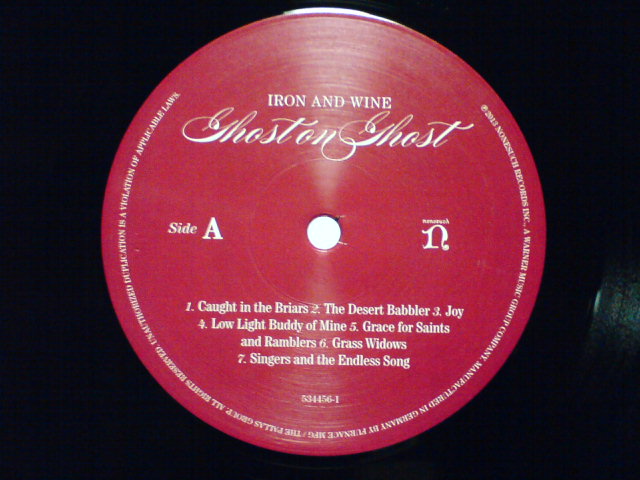 IRON AND WINE
Ghost on Ghost
Side A
nonesuch
1. Caught in the Briars 2. The Desert Babbler 3. Joy
4. Low Light Buddy of Mine 5. Grace for Saints
and Ramblers 6. Grass Widows
7. Singers and the Endless Song
534456-1
℗2013 NONESUCH RECORDS INC., A WARNER MUSIC GROUP COMPANY. MANUFACTURED IN GERMANY BY FURNACE MFG / THE PALLAS GROUP. ALL RIGHTS RESERVED. UNAUTHORIZED DUPLICATION IS A VIOLATION OF APPLICABLE LAWS.